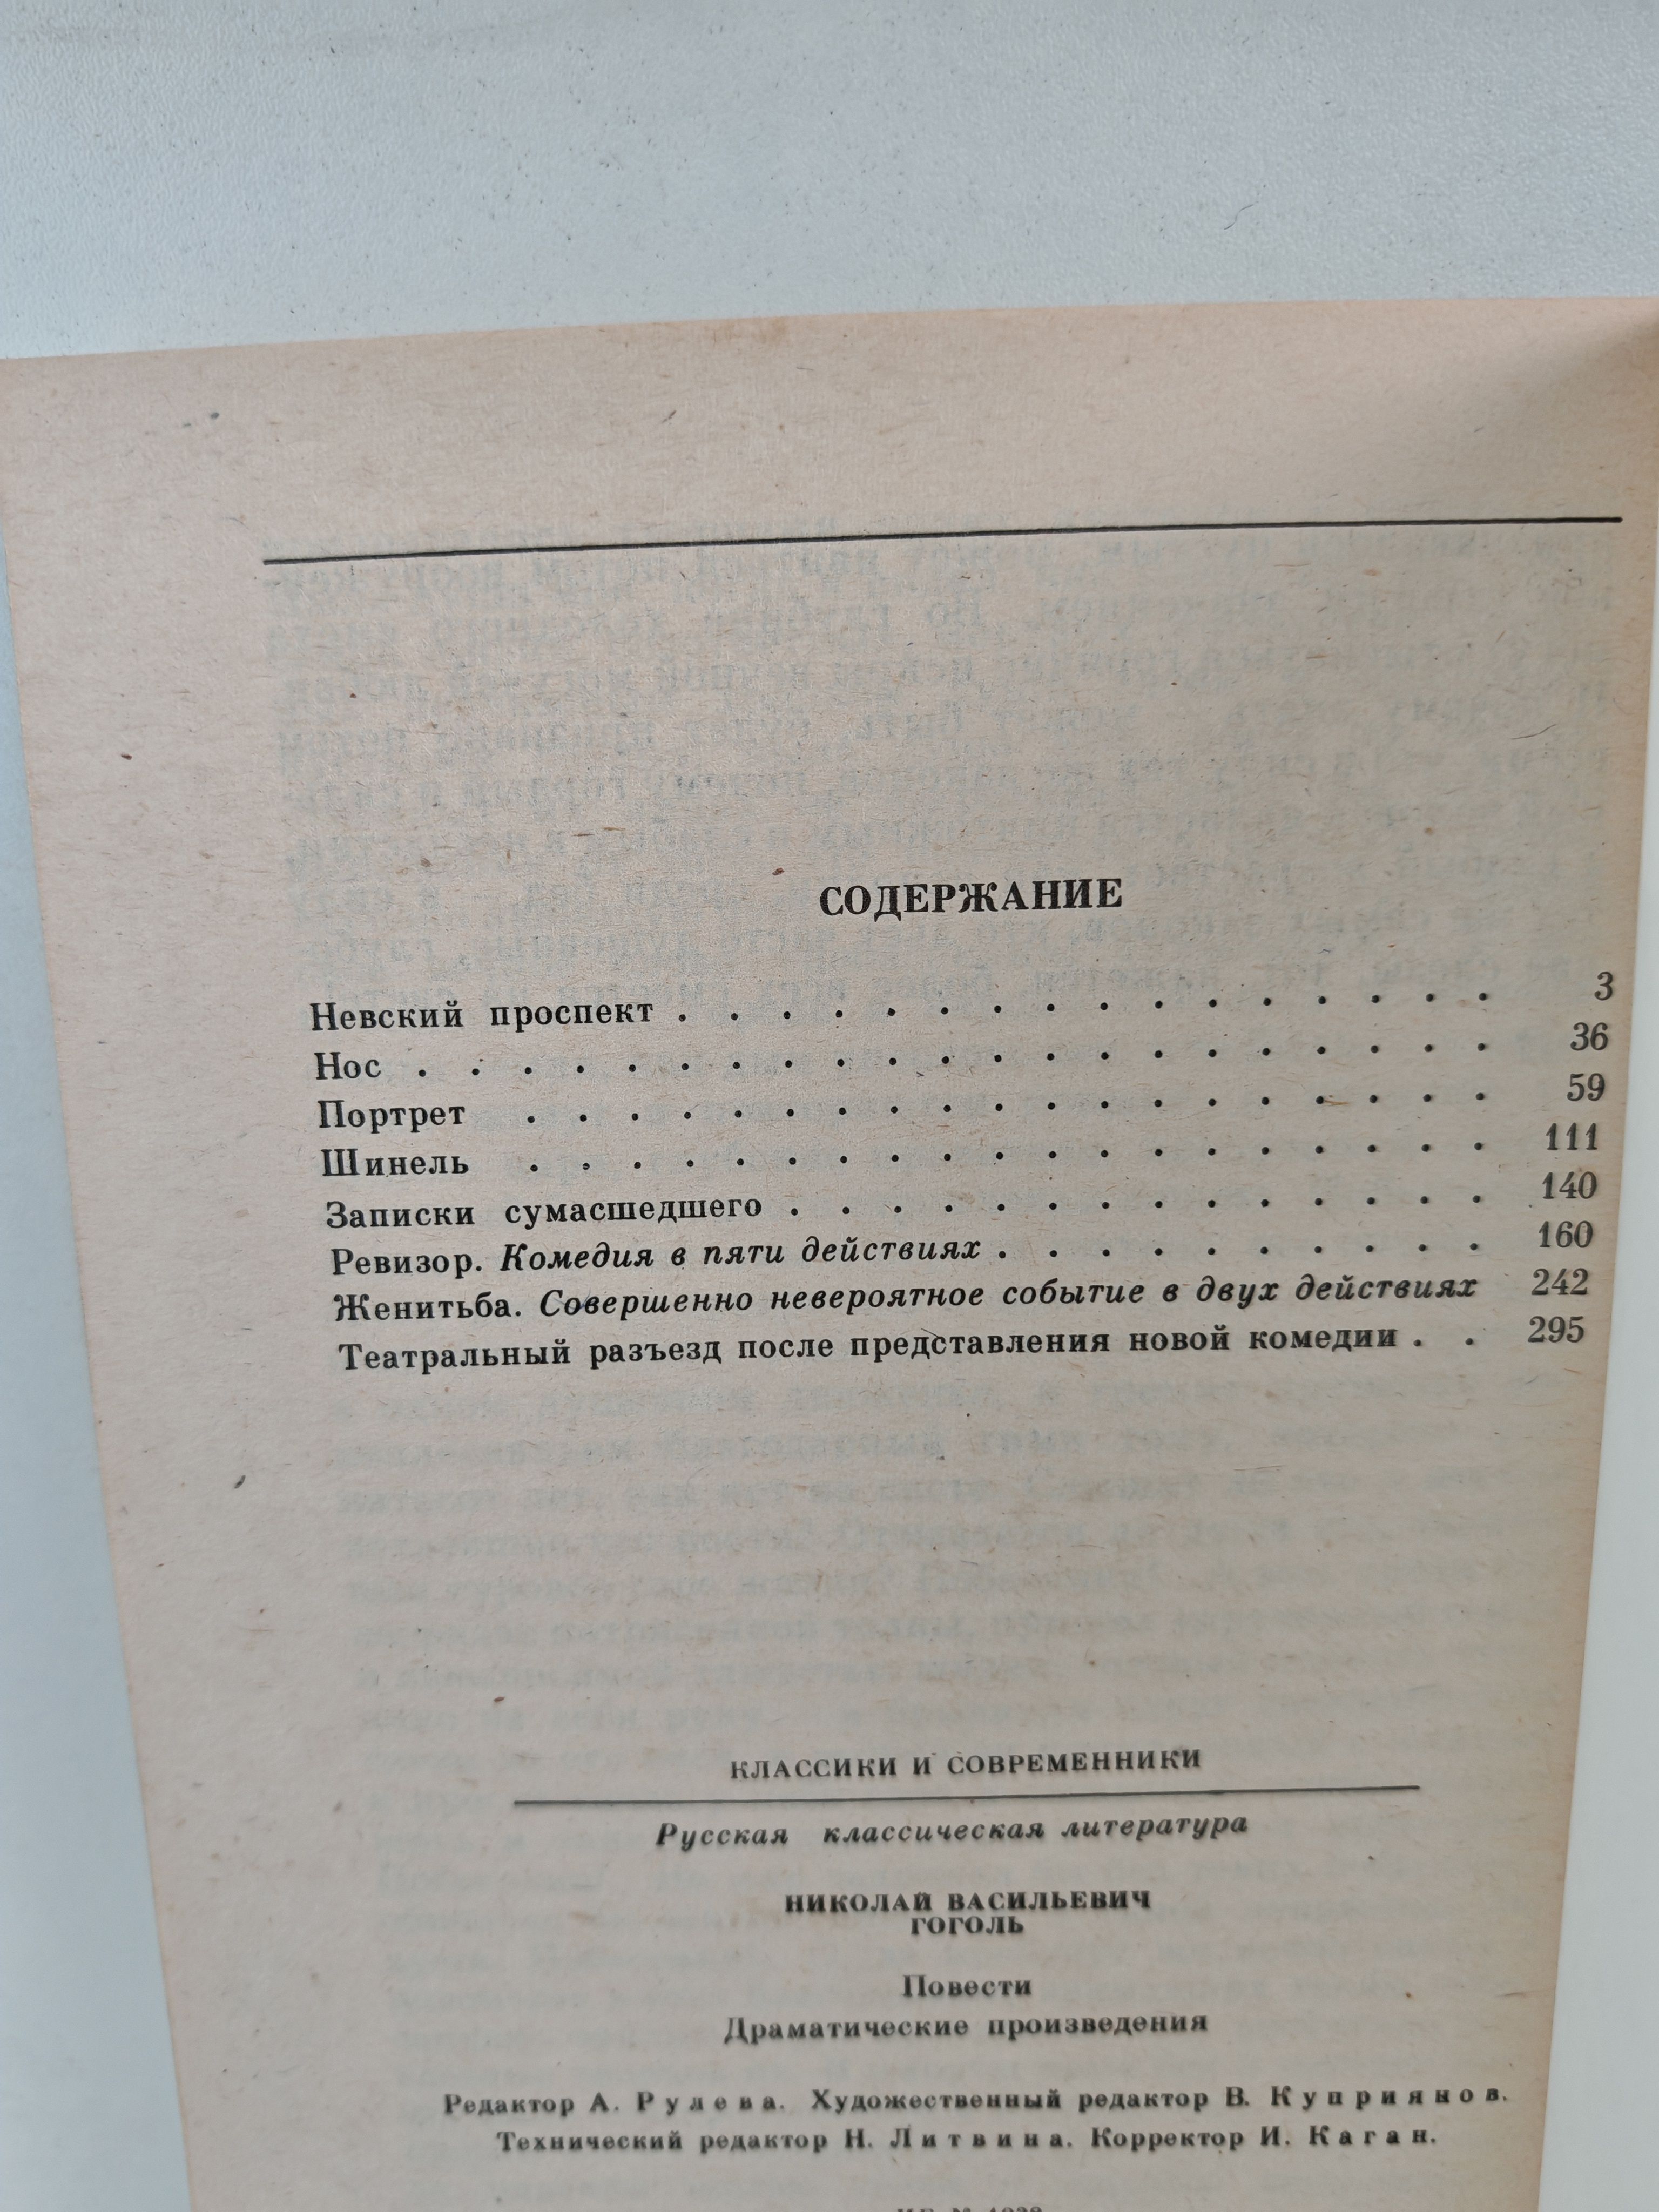 СОДЕРЖАНИЕ
Невский проспект . . . . . . . . . . . . . . . . 3
Нос . . . . . . . . . . . . . . . . . . . . . 36
Портрет . . . . . . . . . . . . . . . . . . . 59
Шинель . . . . . . . . . . . . . . . . . . . 111
Записки сумасшедшего . . . . . . . . . . . . . . 140
Ревизор. Комедия в пяти действиях . . . . . . . . . . 160
Женитьба. Совершенно невероятное событие в двух действиях 242
Театральный разъезд после представления новой комедии . . 295
КЛАССИКИ И СОВРЕМЕННИКИ
Русская классическая литература
НИКОЛАЙ ВАСИЛЬЕВИЧ
ГОГОЛЬ
Повести
Драматические произведения
Редактор А. Рулева. Художественный редактор В. Куприянов.
Технический редактор Н. Литвина. Корректор И. Каган.